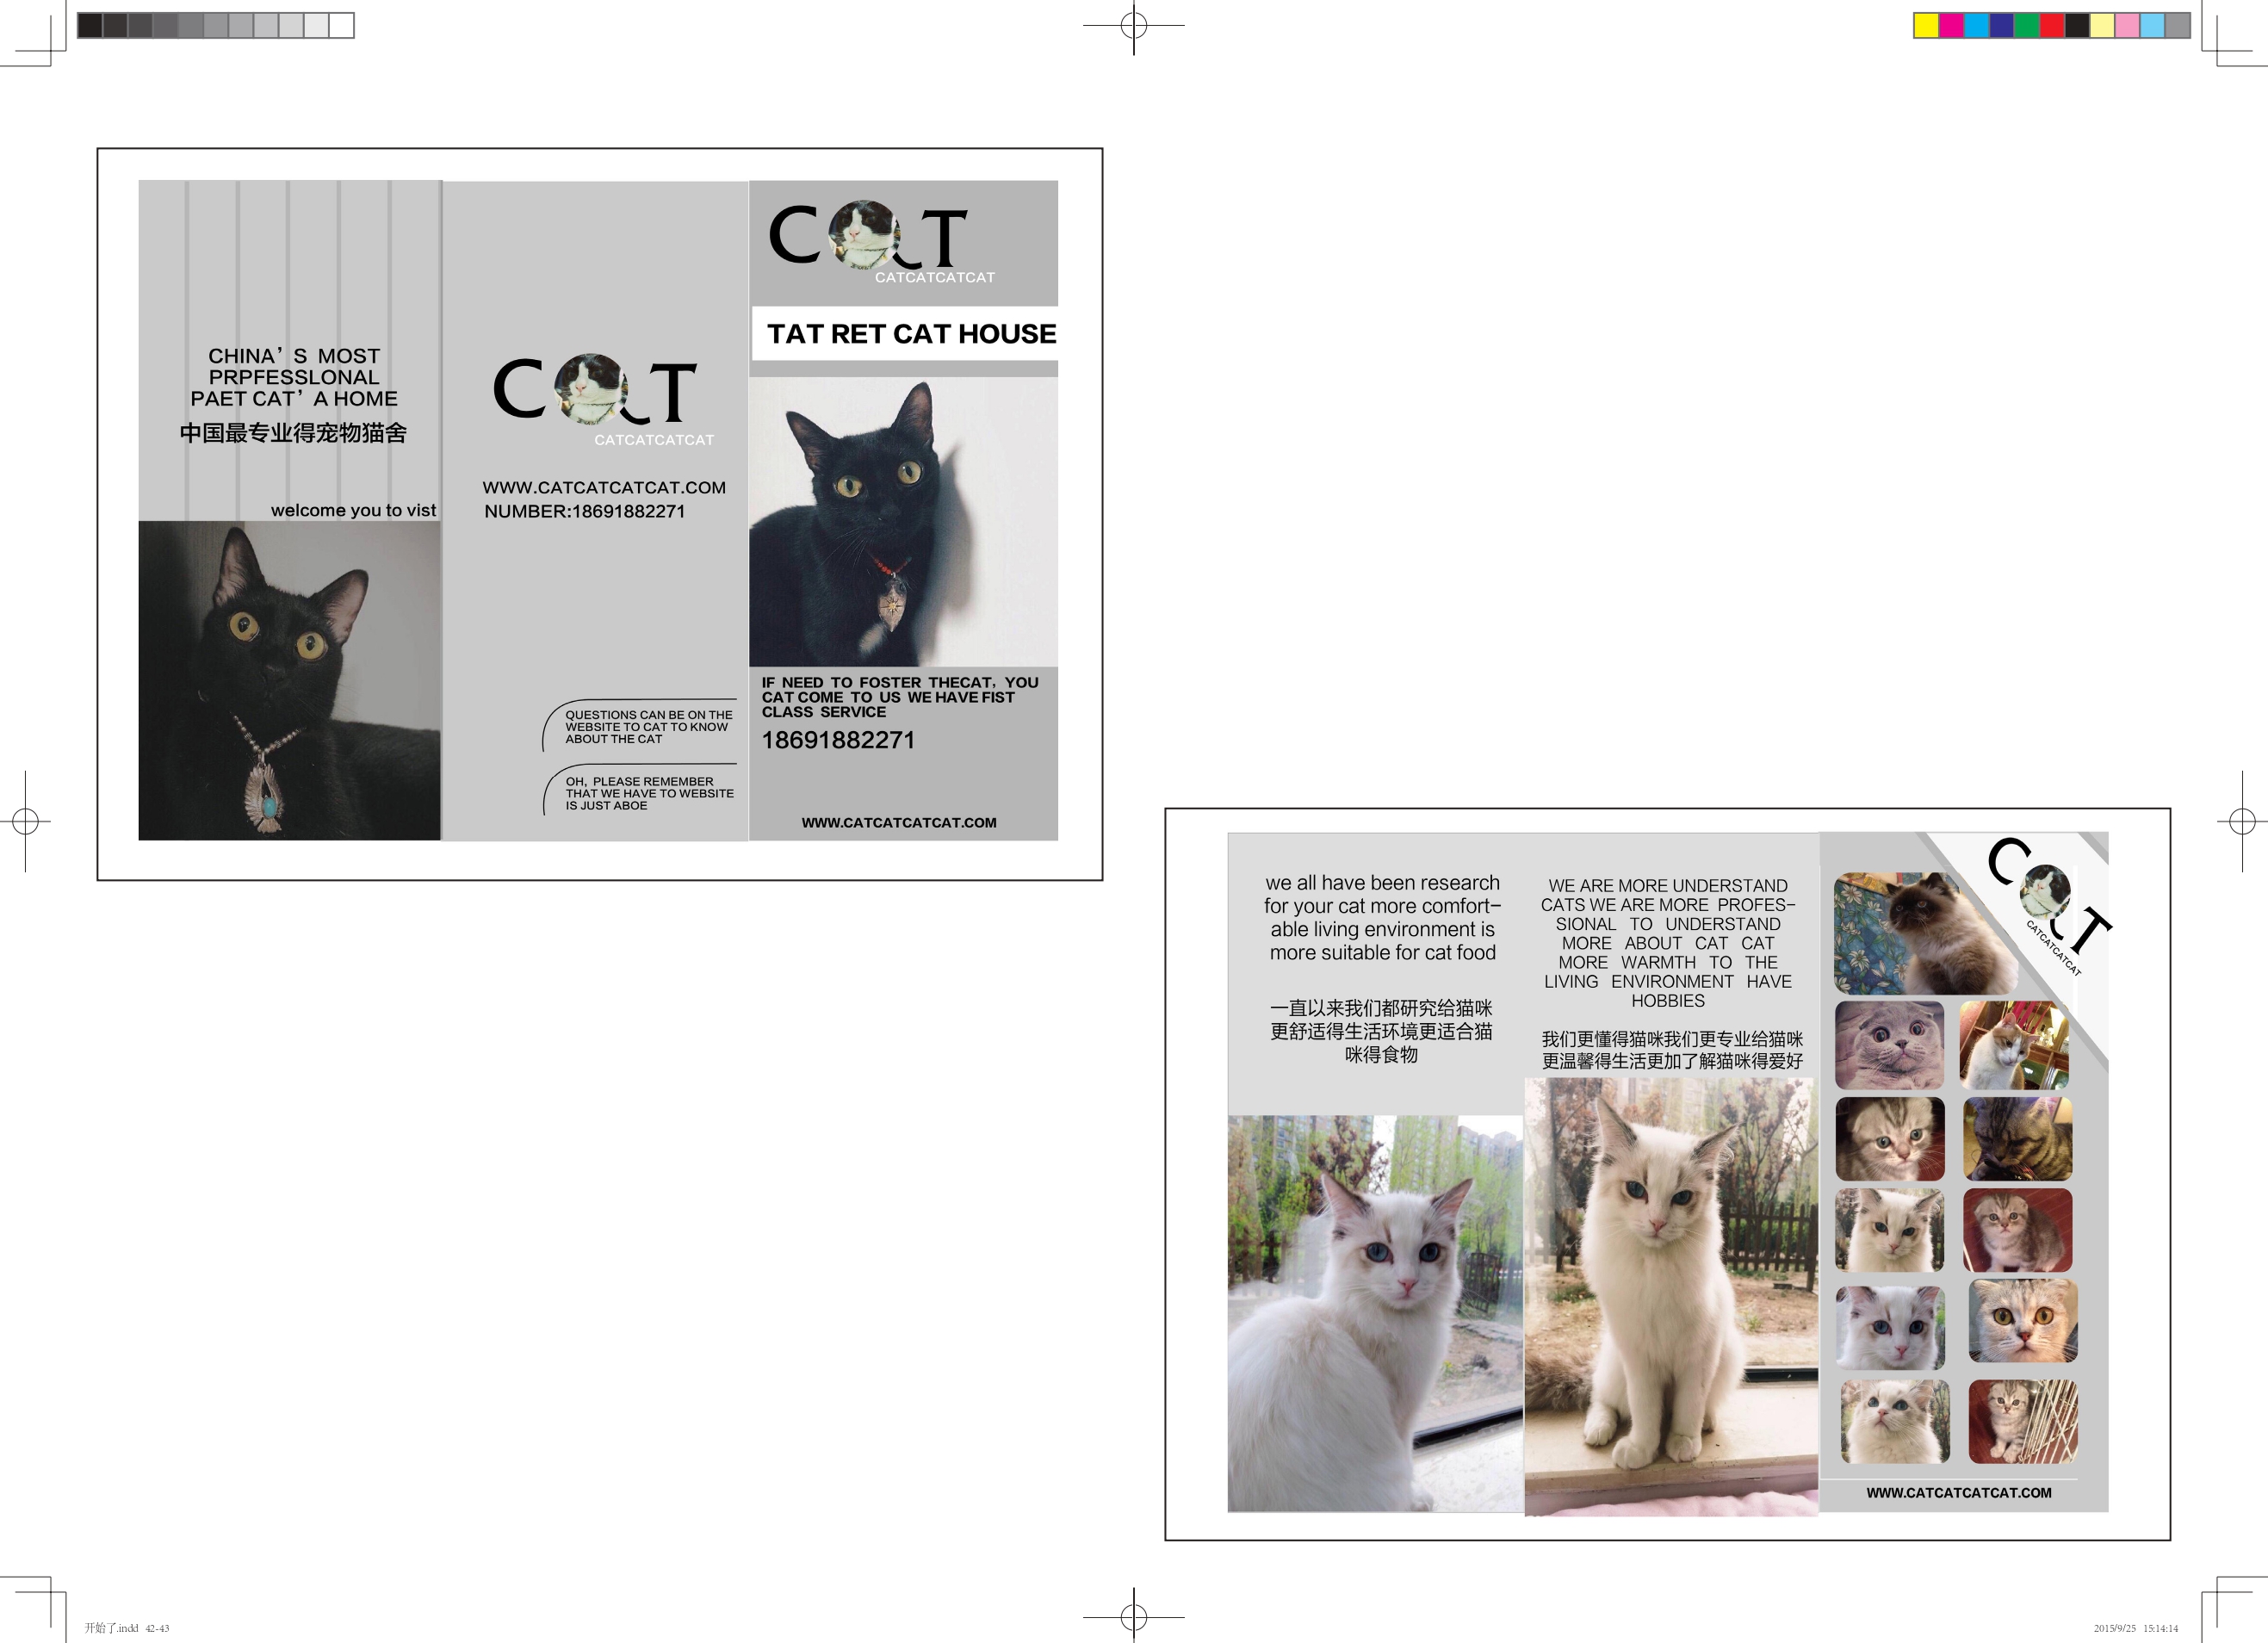 CHINA’S MOST
PRPFESSLONAL
PAET CAT’A HOME
中国最专业得宠物猫舍
welcome you to vist
CAT
CATCATCATCAT
WWW.CATCATCATCAT.COM
NUMBER:18691882271
QUESTIONS CAN BE ON THE
WEBSITE TO CAT TO KNOW
ABOUT THE CAT
OH, PLEASE REMEMBER
THAT WE HAVE TO WEBSITE
IS JUST ABOE
CAT
CATCATCATCAT
TAT RET CAT HOUSE
IF NEED TO FOSTER THECAT, YOU
CAT COME TO US WE HAVE FIST
CLASS SERVICE
18691882271
WWW.CATCATCATCAT.COM
we all have been research
for your cat more comfort-
able living environment is
more suitable for cat food
一直以来我们都研究给猫咪
更舒适得生活环境更适合猫
咪得食物
WE ARE MORE UNDERSTAND
CATS WE ARE MORE PROFES-
SIONAL TO UNDERSTAND
MORE ABOUT CAT CAT
MORE WARMTH TO THE
LIVING ENVIRONMENT HAVE
HOBBIES
我们更懂得猫咪我们更专业给猫咪
更温馨得生活更加了解猫咪得爱好
CAT
CATCATCATCAT
WWW.CATCATCATCAT.COM
开始了.indd 42-43
2015/9/25 15:14:14